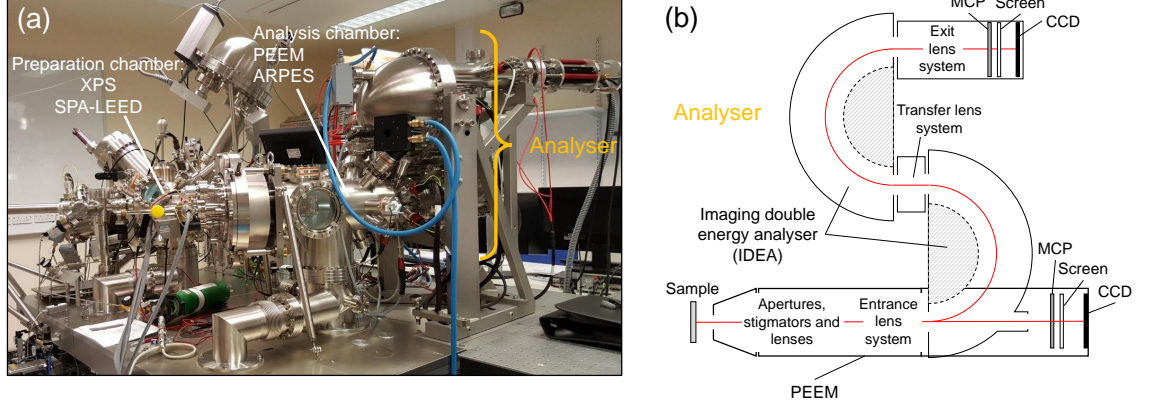 (a)
Preparation chamber:
XPS
SPA-LEED
Analysis chamber:
PEEM
ARPES
Analyser
(b)
MCP
Screen
CCD
Exit
lens
system
Analyser
Transfer lens
system
Imaging double
energy analyser
(IDEA)
MCP
Screen
CCD
Sample
Apertures,
stigmators and
lenses
Entrance
lens
system
PEEM